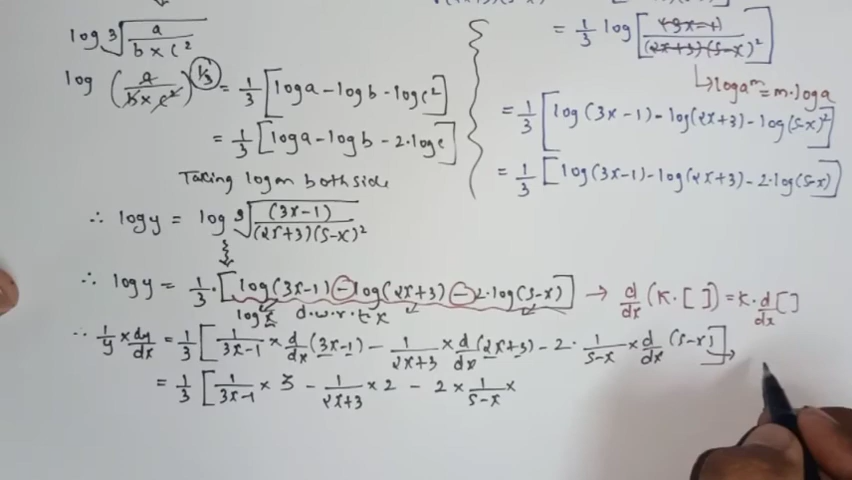 log ∛(a / (b × c²))
log (a / (b × c²))^(1/3) = 1/3 [log a - log b - log c²]
= 1/3 [log a - log b - 2·log c]
Taking log on both side
∴ log y = log ∛((3x-1) / ((2x+3)(5-x)²))
∴ log y = 1/3 · [log(3x-1) - log(2x+3) - 2·log(5-x)] → d/dx (K·[ ]) = K·d/dx [ ]
log x d·w·r·to x
∴ 1/y × dy/dx = 1/3 [1/(3x-1) × d/dx (3x-1) - 1/(2x+3) × d/dx (2x+3) - 2· 1/(5-x) × d/dx (5-x)] →
= 1/3 [1/(3x-1) × 3 - 1/(2x+3) × 2 - 2 × 1/(5-x) ×
= 1/3 log [(3x-1) / ((2x+3)(5-x)²)]
↳ log a^m = m·log a
= 1/3 [log(3x-1) - log(2x+3) - log(5-x)²]
= 1/3 [log(3x-1) - log(2x+3) - 2·log(5-x)]